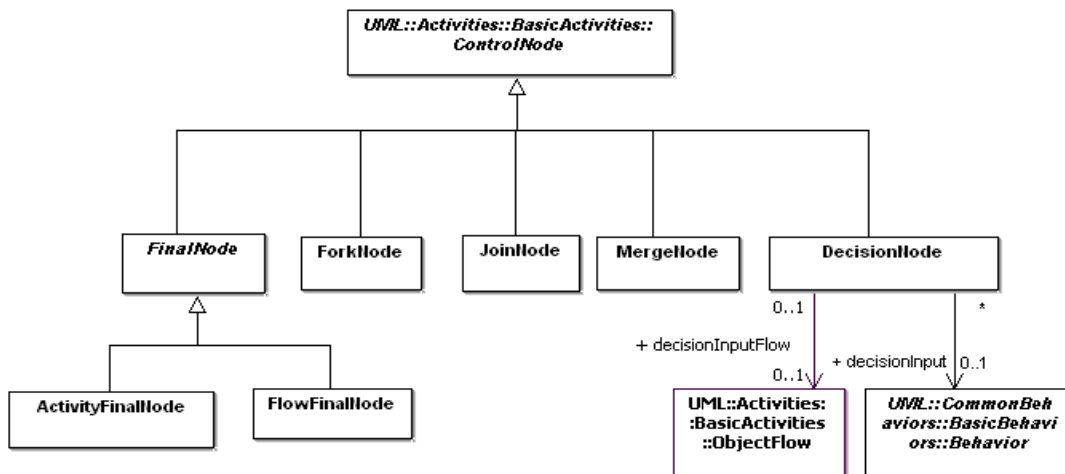 UML::Activities::BasicActivities::
ControlNode
FinalNode
ForkNode
JoinNode
MergeNode
DecisionNode
0..1
*
+ decisionInputFlow
+ decisionInput
0..1
0..1
ActivityFinalNode
FlowFinalNode
UML::Activities:
:BasicActivities
::ObjectFlow
UML::CommonBeh
aviors::BasicBehavi
ors::Behavior